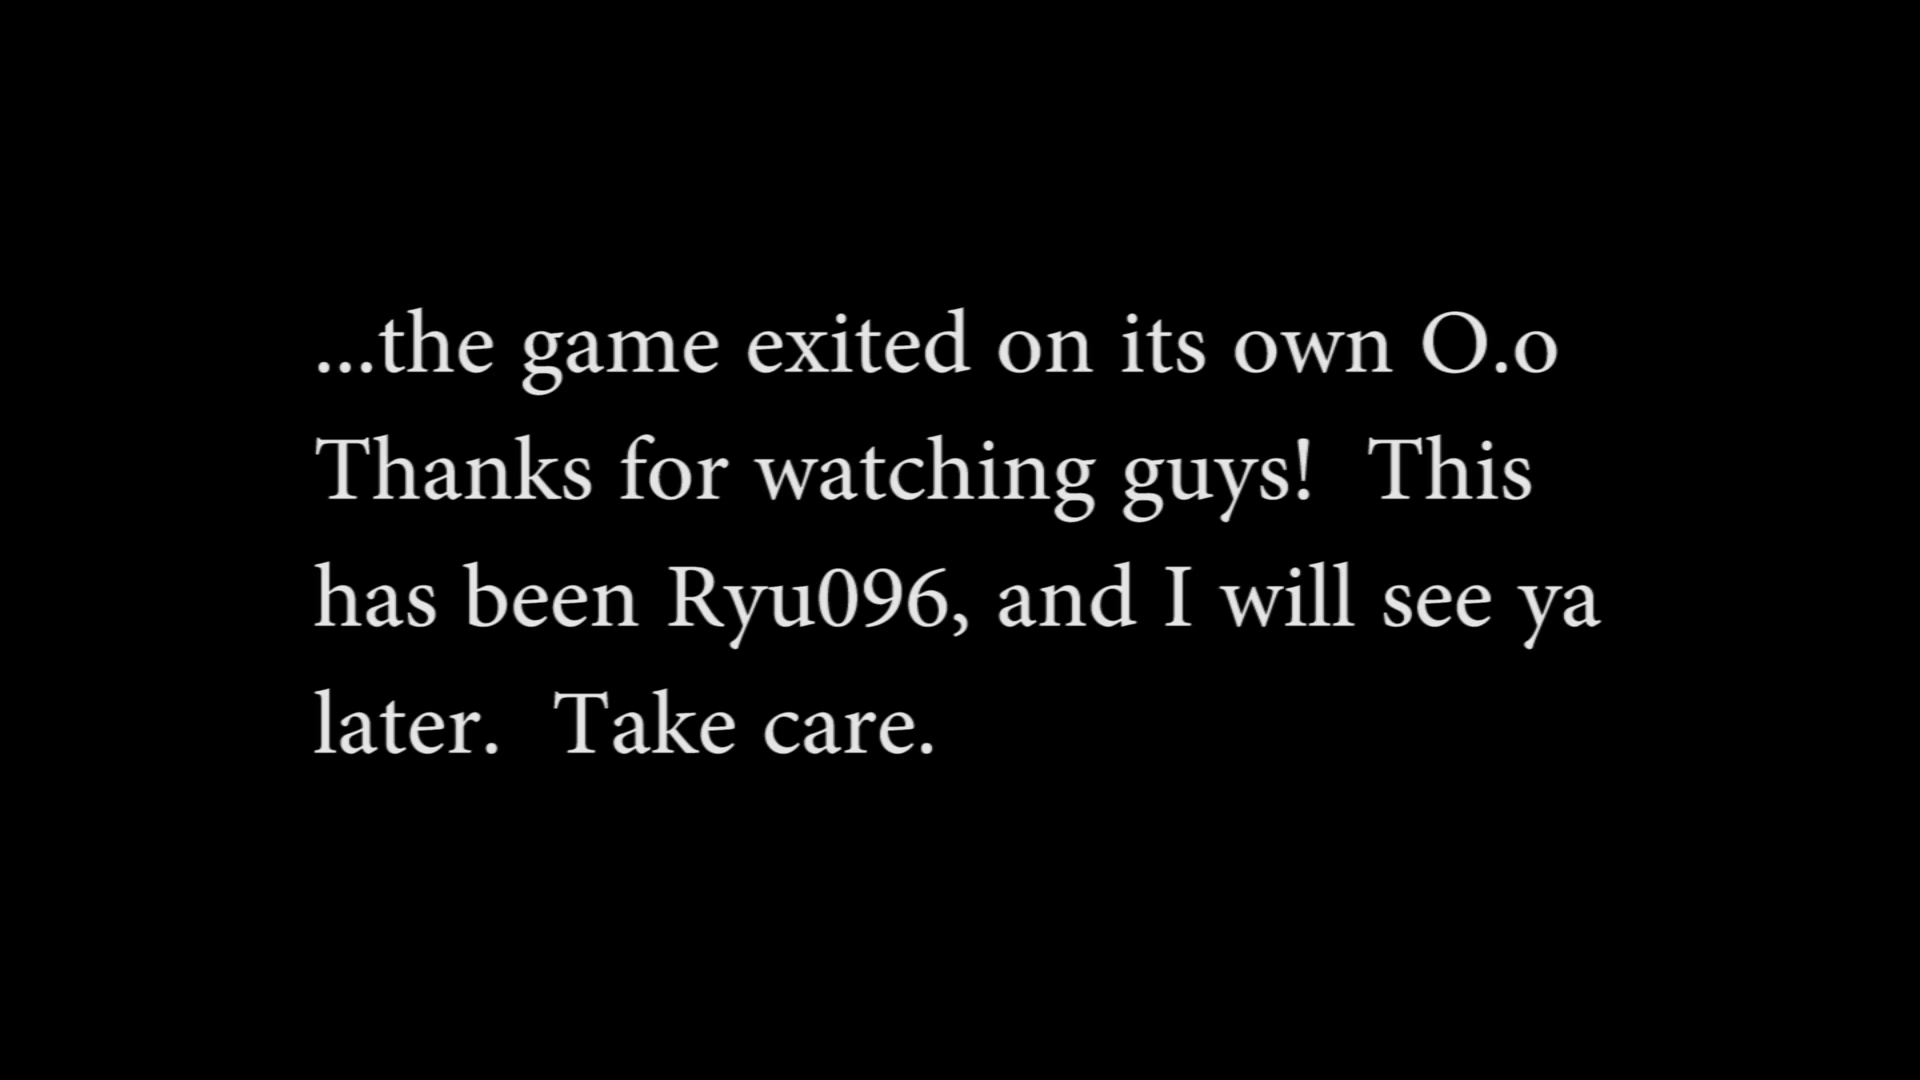 ...the game exited on its own O.o
Thanks for watching guys!  This
has been Ryu096, and I will see ya
later.  Take care.